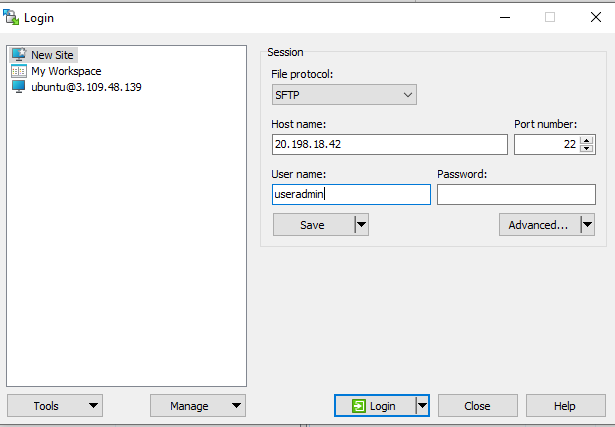 Login
New Site
My Workspace
ubuntu@3.109.48.139
Session
File protocol:
SFTP
Host name:
Port number:
20.198.18.42
22
User name:
Password:
useradmin
Save
Advanced...
Tools
Manage
Login
Close
Help